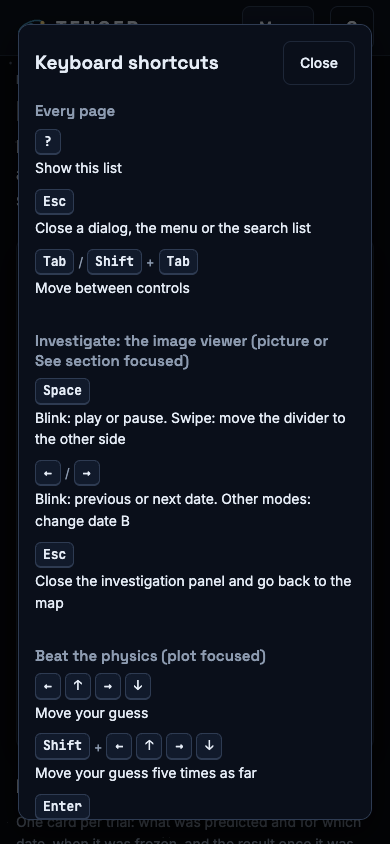 Keyboard shortcuts
Close
Every page
?
Show this list
Esc
Close a dialog, the menu or the search list
Tab / Shift + Tab
Move between controls
Investigate: the image viewer (picture or
See section focused)
Space
Blink: play or pause. Swipe: move the divider to
the other side
← / →
Blink: previous or next date. Other modes:
change date B
Esc
Close the investigation panel and go back to the
map
Beat the physics (plot focused)
← ↑ → ↓
Move your guess
Shift + ← ↑ → ↓
Move your guess five times as far
Enter
One card per trial: what was predicted and for which
date, when it was frozen, and the result once it was